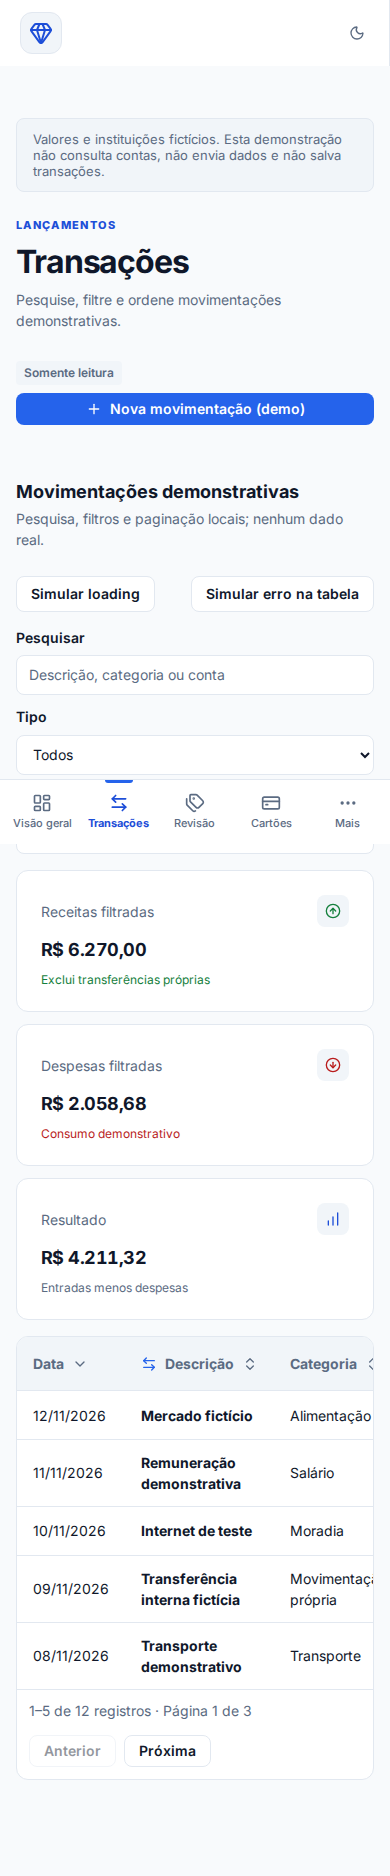 Valores e instituições fictícios. Esta demonstração
não consulta contas, não envia dados e não salva
transações.
LANÇAMENTOS
Transações
Pesquise, filtre e ordene movimentações
demonstrativas.
Somente leitura
Nova movimentação (demo)
Movimentações demonstrativas
Pesquisa, filtros e paginação locais; nenhum dado
real.
Simular loading
Simular erro na tabela
Pesquisar
Descrição, categoria ou conta
Tipo
Todos
Visão geral
Transações
Revisão
Cartões
Mais
Receitas filtradas
R$ 6.270,00
Exclui transferências próprias
Despesas filtradas
R$ 2.058,68
Consumo demonstrativo
Resultado
R$ 4.211,32
Entradas menos despesas
Data Descrição Categoria
12/11/2026 Mercado fictício Alimentação
11/11/2026 Remuneração demonstrativa Salário
10/11/2026 Internet de teste Moradia
09/11/2026 Transferência interna fictícia Movimentaçã própria
08/11/2026 Transporte demonstrativo Transporte
1–5 de 12 registros · Página 1 de 3
Anterior
Próxima